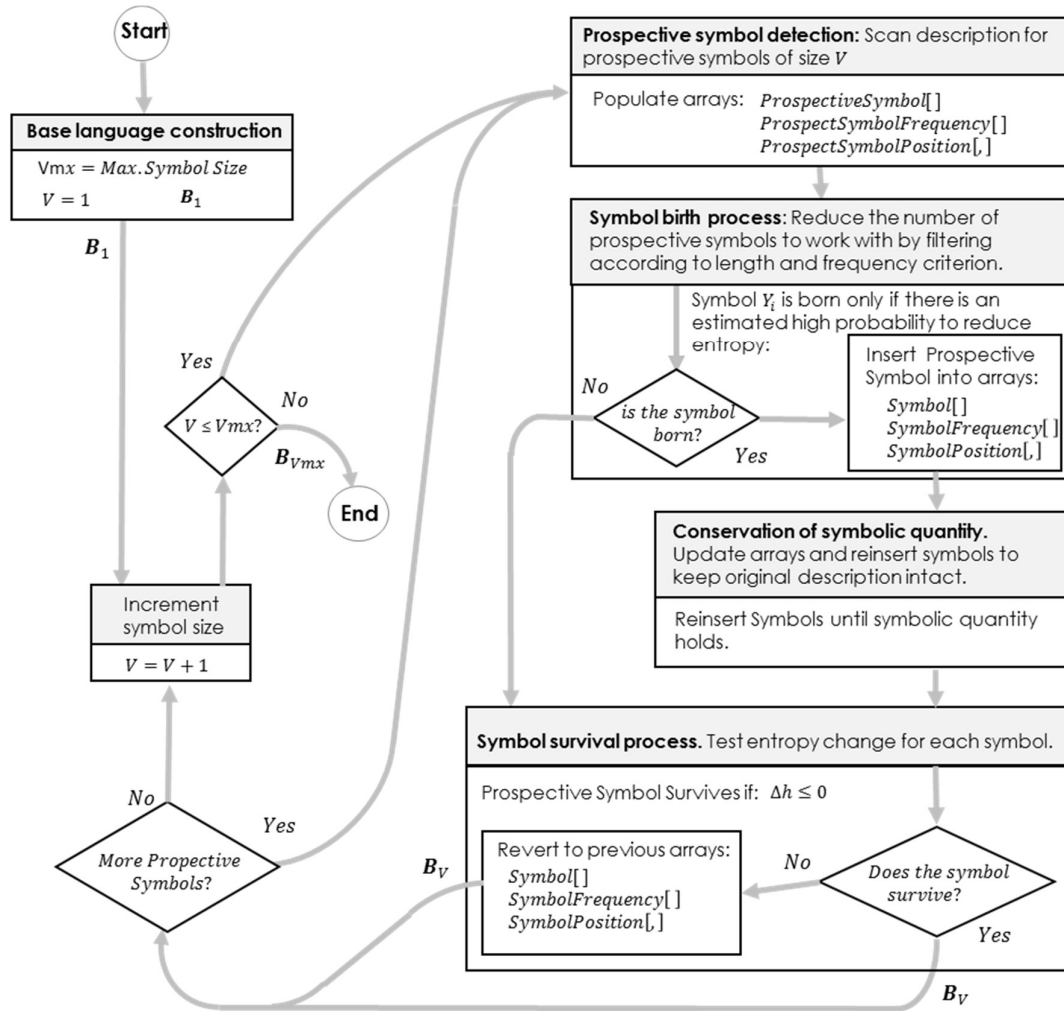 Start
Base language construction
Vmx = Max. Symbol Size
V = 1 B₁
B₁
Yes
V ≤ Vmx?
No
B_Vmx
End
Increment
symbol size
V = V + 1
No
Yes
More Propective
Symbols?
Prospective symbol detection: Scan description for
prospective symbols of size V
Populate arrays: ProspectiveSymbol[ ]
ProspectSymbolFrequency[ ]
ProspectSymbolPosition[,]
Symbol birth process: Reduce the number of
prospective symbols to work with by filtering
according to length and frequency criterion.
Symbol Yᵢ is born only if there is an
estimated high probability to reduce
entropy:
No
is the symbol
born?
Yes
Insert Prospective
Symbol into arrays:
Symbol[ ]
SymbolFrequency[ ]
SymbolPosition[,]
Conservation of symbolic quantity.
Update arrays and reinsert symbols to
keep original description intact.
Reinsert Symbols until symbolic quantity
holds.
Symbol survival process. Test entropy change for each symbol.
Prospective Symbol Survives if: Δh ≤ 0
Revert to previous arrays:
Symbol[ ]
SymbolFrequency[ ]
SymbolPosition[,]
No
Does the symbol
survive?
Yes
B_V
B_V